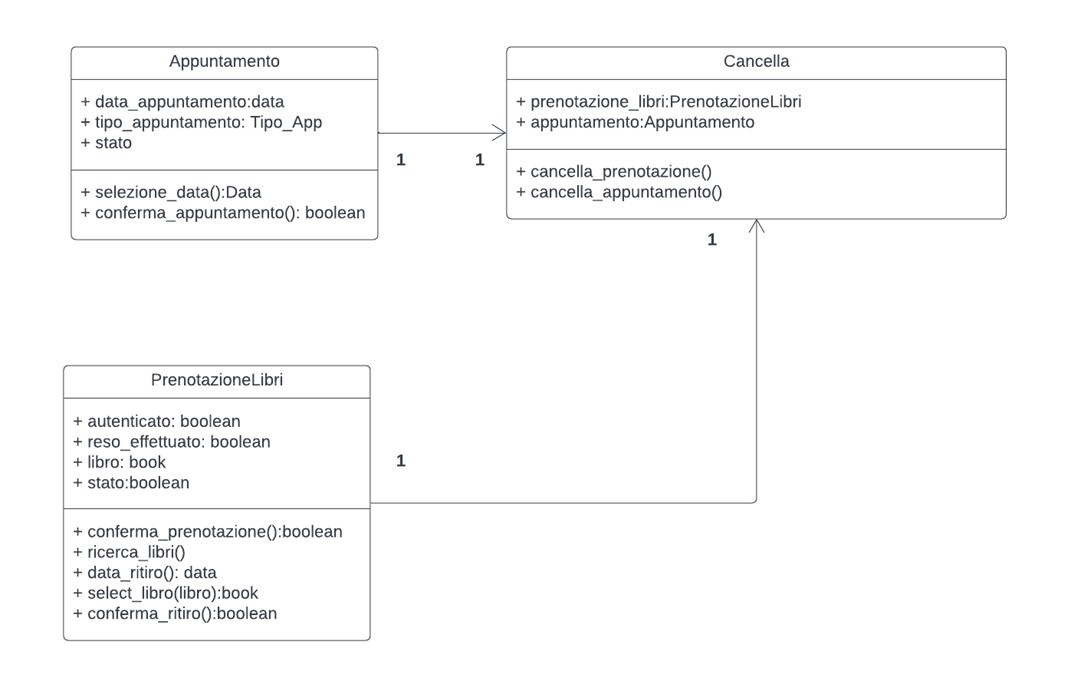 Appuntamento
+ data_appuntamento:data
+ tipo_appuntamento: Tipo_App
+ stato
+ selezione_data():Data
+ conferma_appuntamento(): boolean
1
1
Cancella
+ prenotazione_libri:PrenotazioneLibri
+ appuntamento:Appuntamento
+ cancella_prenotazione()
+ cancella_appuntamento()
1
PrenotazioneLibri
+ autenticato: boolean
+ reso_effettuato: boolean
+ libro: book
+ stato:boolean
+ conferma_prenotazione():boolean
+ ricerca_libri()
+ data_ritiro(): data
+ select_libro(libro):book
+ conferma_ritiro():boolean
1